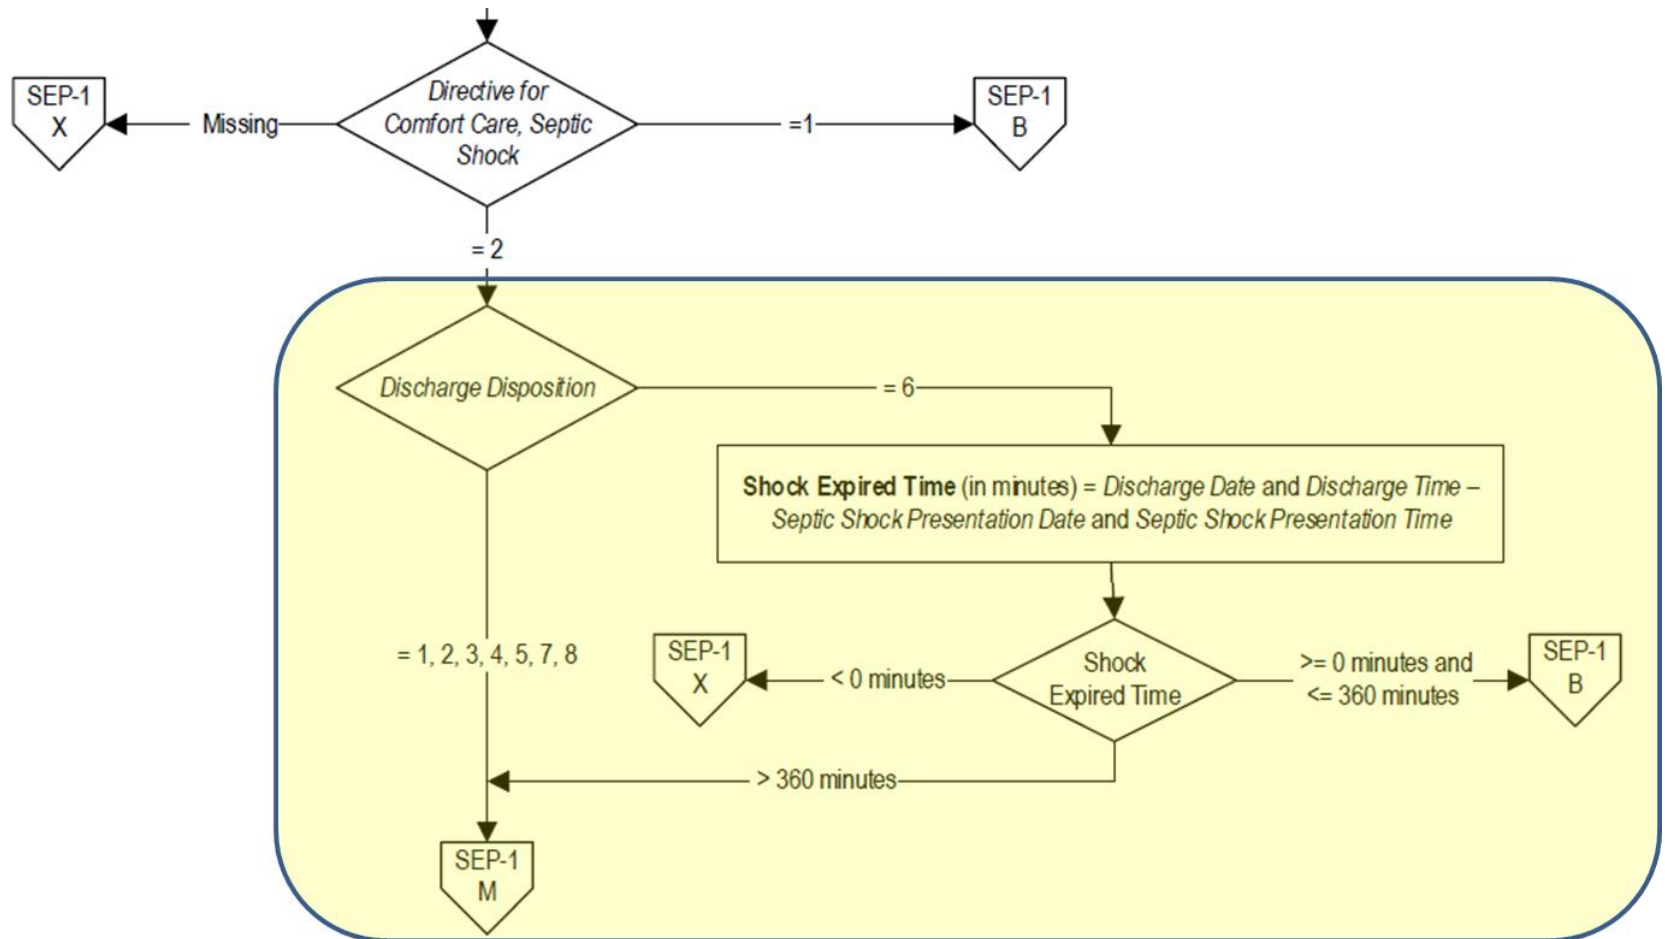 Directive for
Comfort Care, Septic
Shock
SEP-1
X
Missing
=1
SEP-1
B
= 2
Discharge Disposition
= 6
Shock Expired Time (in minutes) = Discharge Date and Discharge Time –
Septic Shock Presentation Date and Septic Shock Presentation Time
= 1, 2, 3, 4, 5, 7, 8
SEP-1
X
< 0 minutes
Shock
Expired Time
>= 0 minutes and
<= 360 minutes
SEP-1
B
> 360 minutes
SEP-1
M